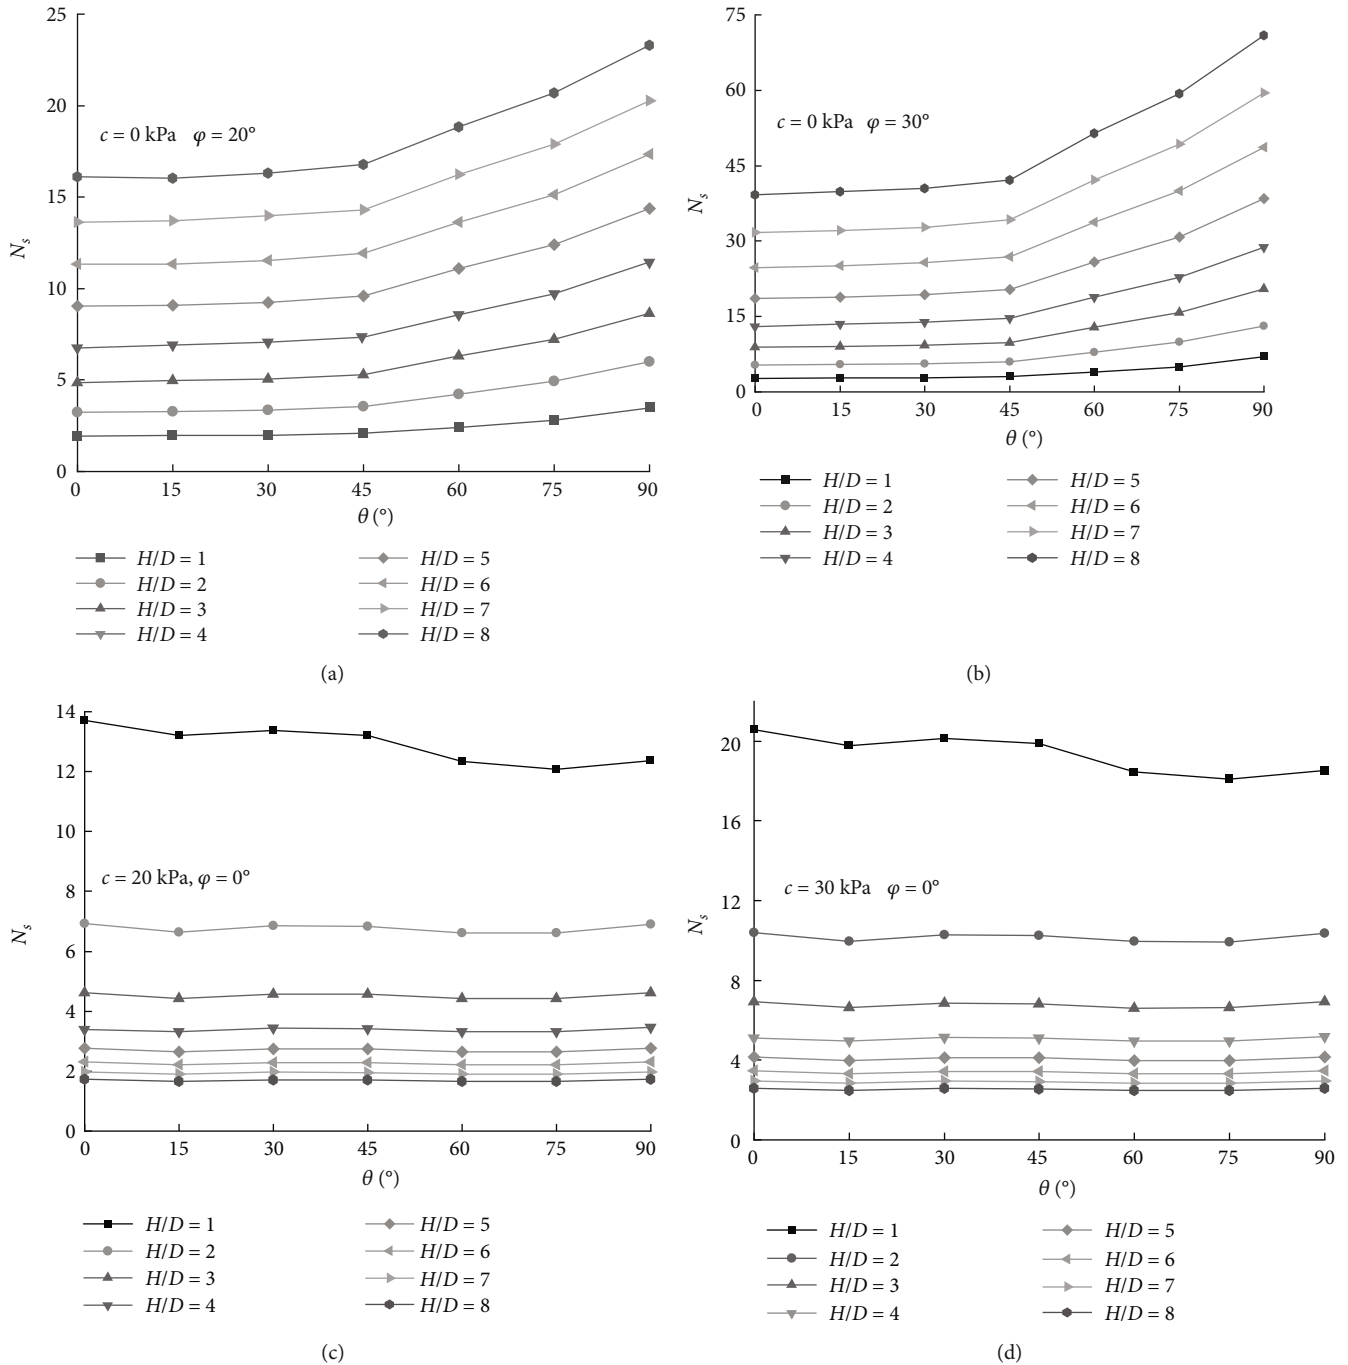 25
20
15
10
5
0
N_s
c = 0 kPa φ = 20°
0 15 30 45 60 75 90
θ (°)
H/D = 1
H/D = 2
H/D = 3
H/D = 4
H/D = 5
H/D = 6
H/D = 7
H/D = 8
(a)
75
60
45
30
15
0
N_s
c = 0 kPa φ = 30°
0 15 30 45 60 75 90
θ (°)
H/D = 1
H/D = 2
H/D = 3
H/D = 4
H/D = 5
H/D = 6
H/D = 7
H/D = 8
(b)
14
12
10
8
6
4
2
0
N_s
c = 20 kPa, φ = 0°
0 15 30 45 60 75 90
θ (°)
H/D = 1
H/D = 2
H/D = 3
H/D = 4
H/D = 5
H/D = 6
H/D = 7
H/D = 8
(c)
20
16
12
8
4
0
N_s
c = 30 kPa φ = 0°
0 15 30 45 60 75 90
θ (°)
H/D = 1
H/D = 2
H/D = 3
H/D = 4
H/D = 5
H/D = 6
H/D = 7
H/D = 8
(d)